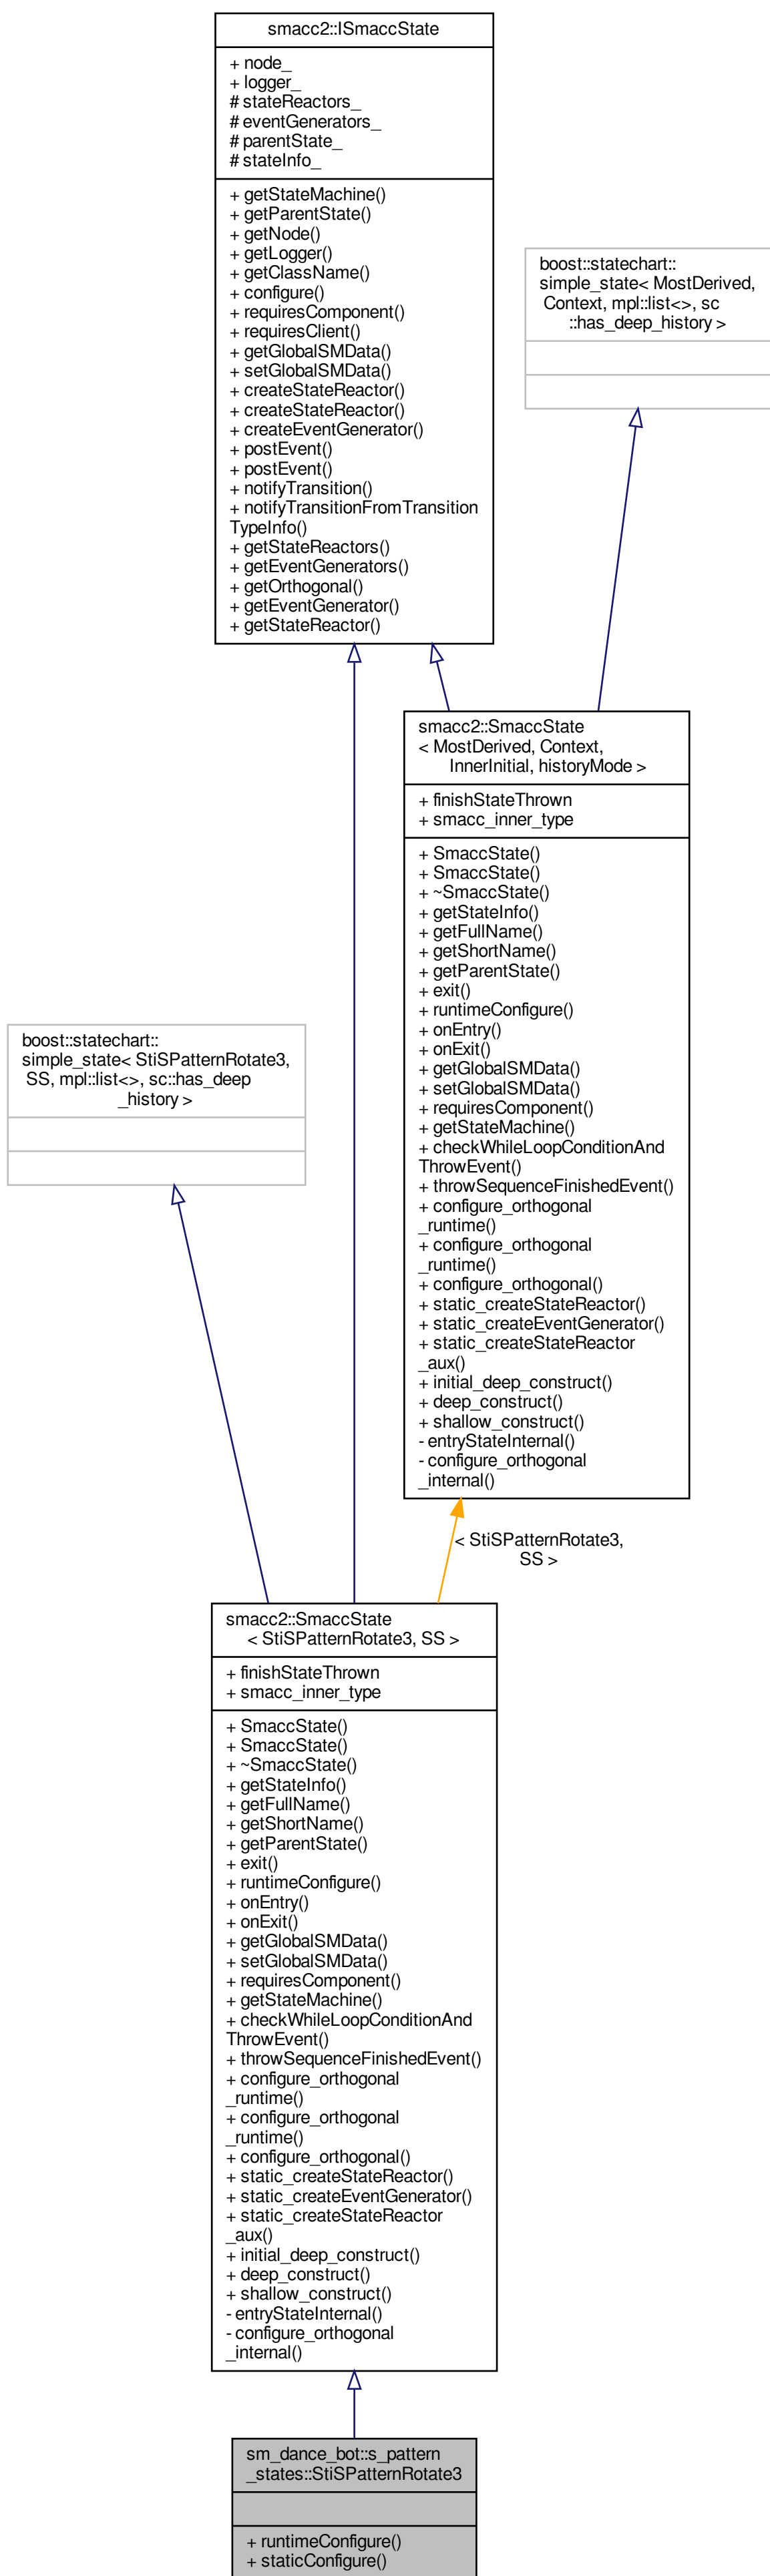 smacc2::ISmaccState
+ node_
+ logger_
# stateReactors_
# eventGenerators_
# parentState_
# stateInfo_
+ getStateMachine()
+ getParentState()
+ getNode()
+ getLogger()
+ getClassName()
+ configure()
+ requiresComponent()
+ requiresClient()
+ getGlobalSMData()
+ setGlobalSMData()
+ createStateReactor()
+ createStateReactor()
+ createEventGenerator()
+ postEvent()
+ postEvent()
+ notifyTransition()
+ notifyTransitionFromTransition
TypeInfo()
+ getStateReactors()
+ getEventGenerators()
+ getOrthogonal()
+ getEventGenerator()
+ getStateReactor()
boost::statechart::
simple_state< MostDerived,
Context, mpl::list<>, sc
::has_deep_history >
smacc2::SmaccState
< MostDerived, Context,
InnerInitial, historyMode >
+ finishStateThrown
+ smacc_inner_type
+ SmaccState()
+ SmaccState()
+ ~SmaccState()
+ getStateInfo()
+ getFullName()
+ getShortName()
+ getParentState()
+ exit()
+ runtimeConfigure()
+ onEntry()
+ onExit()
+ getGlobalSMData()
+ setGlobalSMData()
+ requiresComponent()
+ getStateMachine()
+ checkWhileLoopConditionAnd
ThrowEvent()
+ throwSequenceFinishedEvent()
+ configure_orthogonal
_runtime()
+ configure_orthogonal
_runtime()
+ configure_orthogonal()
+ static_createStateReactor()
+ static_createEventGenerator()
+ static_createStateReactor
_aux()
+ initial_deep_construct()
+ deep_construct()
+ shallow_construct()
- entryStateInternal()
- configure_orthogonal
_internal()
boost::statechart::
simple_state< StiSPatternRotate3,
SS, mpl::list<>, sc::has_deep
_history >
< StiSPatternRotate3,
SS >
smacc2::SmaccState
< StiSPatternRotate3, SS >
+ finishStateThrown
+ smacc_inner_type
+ SmaccState()
+ SmaccState()
+ ~SmaccState()
+ getStateInfo()
+ getFullName()
+ getShortName()
+ getParentState()
+ exit()
+ runtimeConfigure()
+ onEntry()
+ onExit()
+ getGlobalSMData()
+ setGlobalSMData()
+ requiresComponent()
+ getStateMachine()
+ checkWhileLoopConditionAnd
ThrowEvent()
+ throwSequenceFinishedEvent()
+ configure_orthogonal
_runtime()
+ configure_orthogonal
_runtime()
+ configure_orthogonal()
+ static_createStateReactor()
+ static_createEventGenerator()
+ static_createStateReactor
_aux()
+ initial_deep_construct()
+ deep_construct()
+ shallow_construct()
- entryStateInternal()
- configure_orthogonal
_internal()
sm_dance_bot::s_pattern
_states::StiSPatternRotate3
+ runtimeConfigure()
+ staticConfigure()